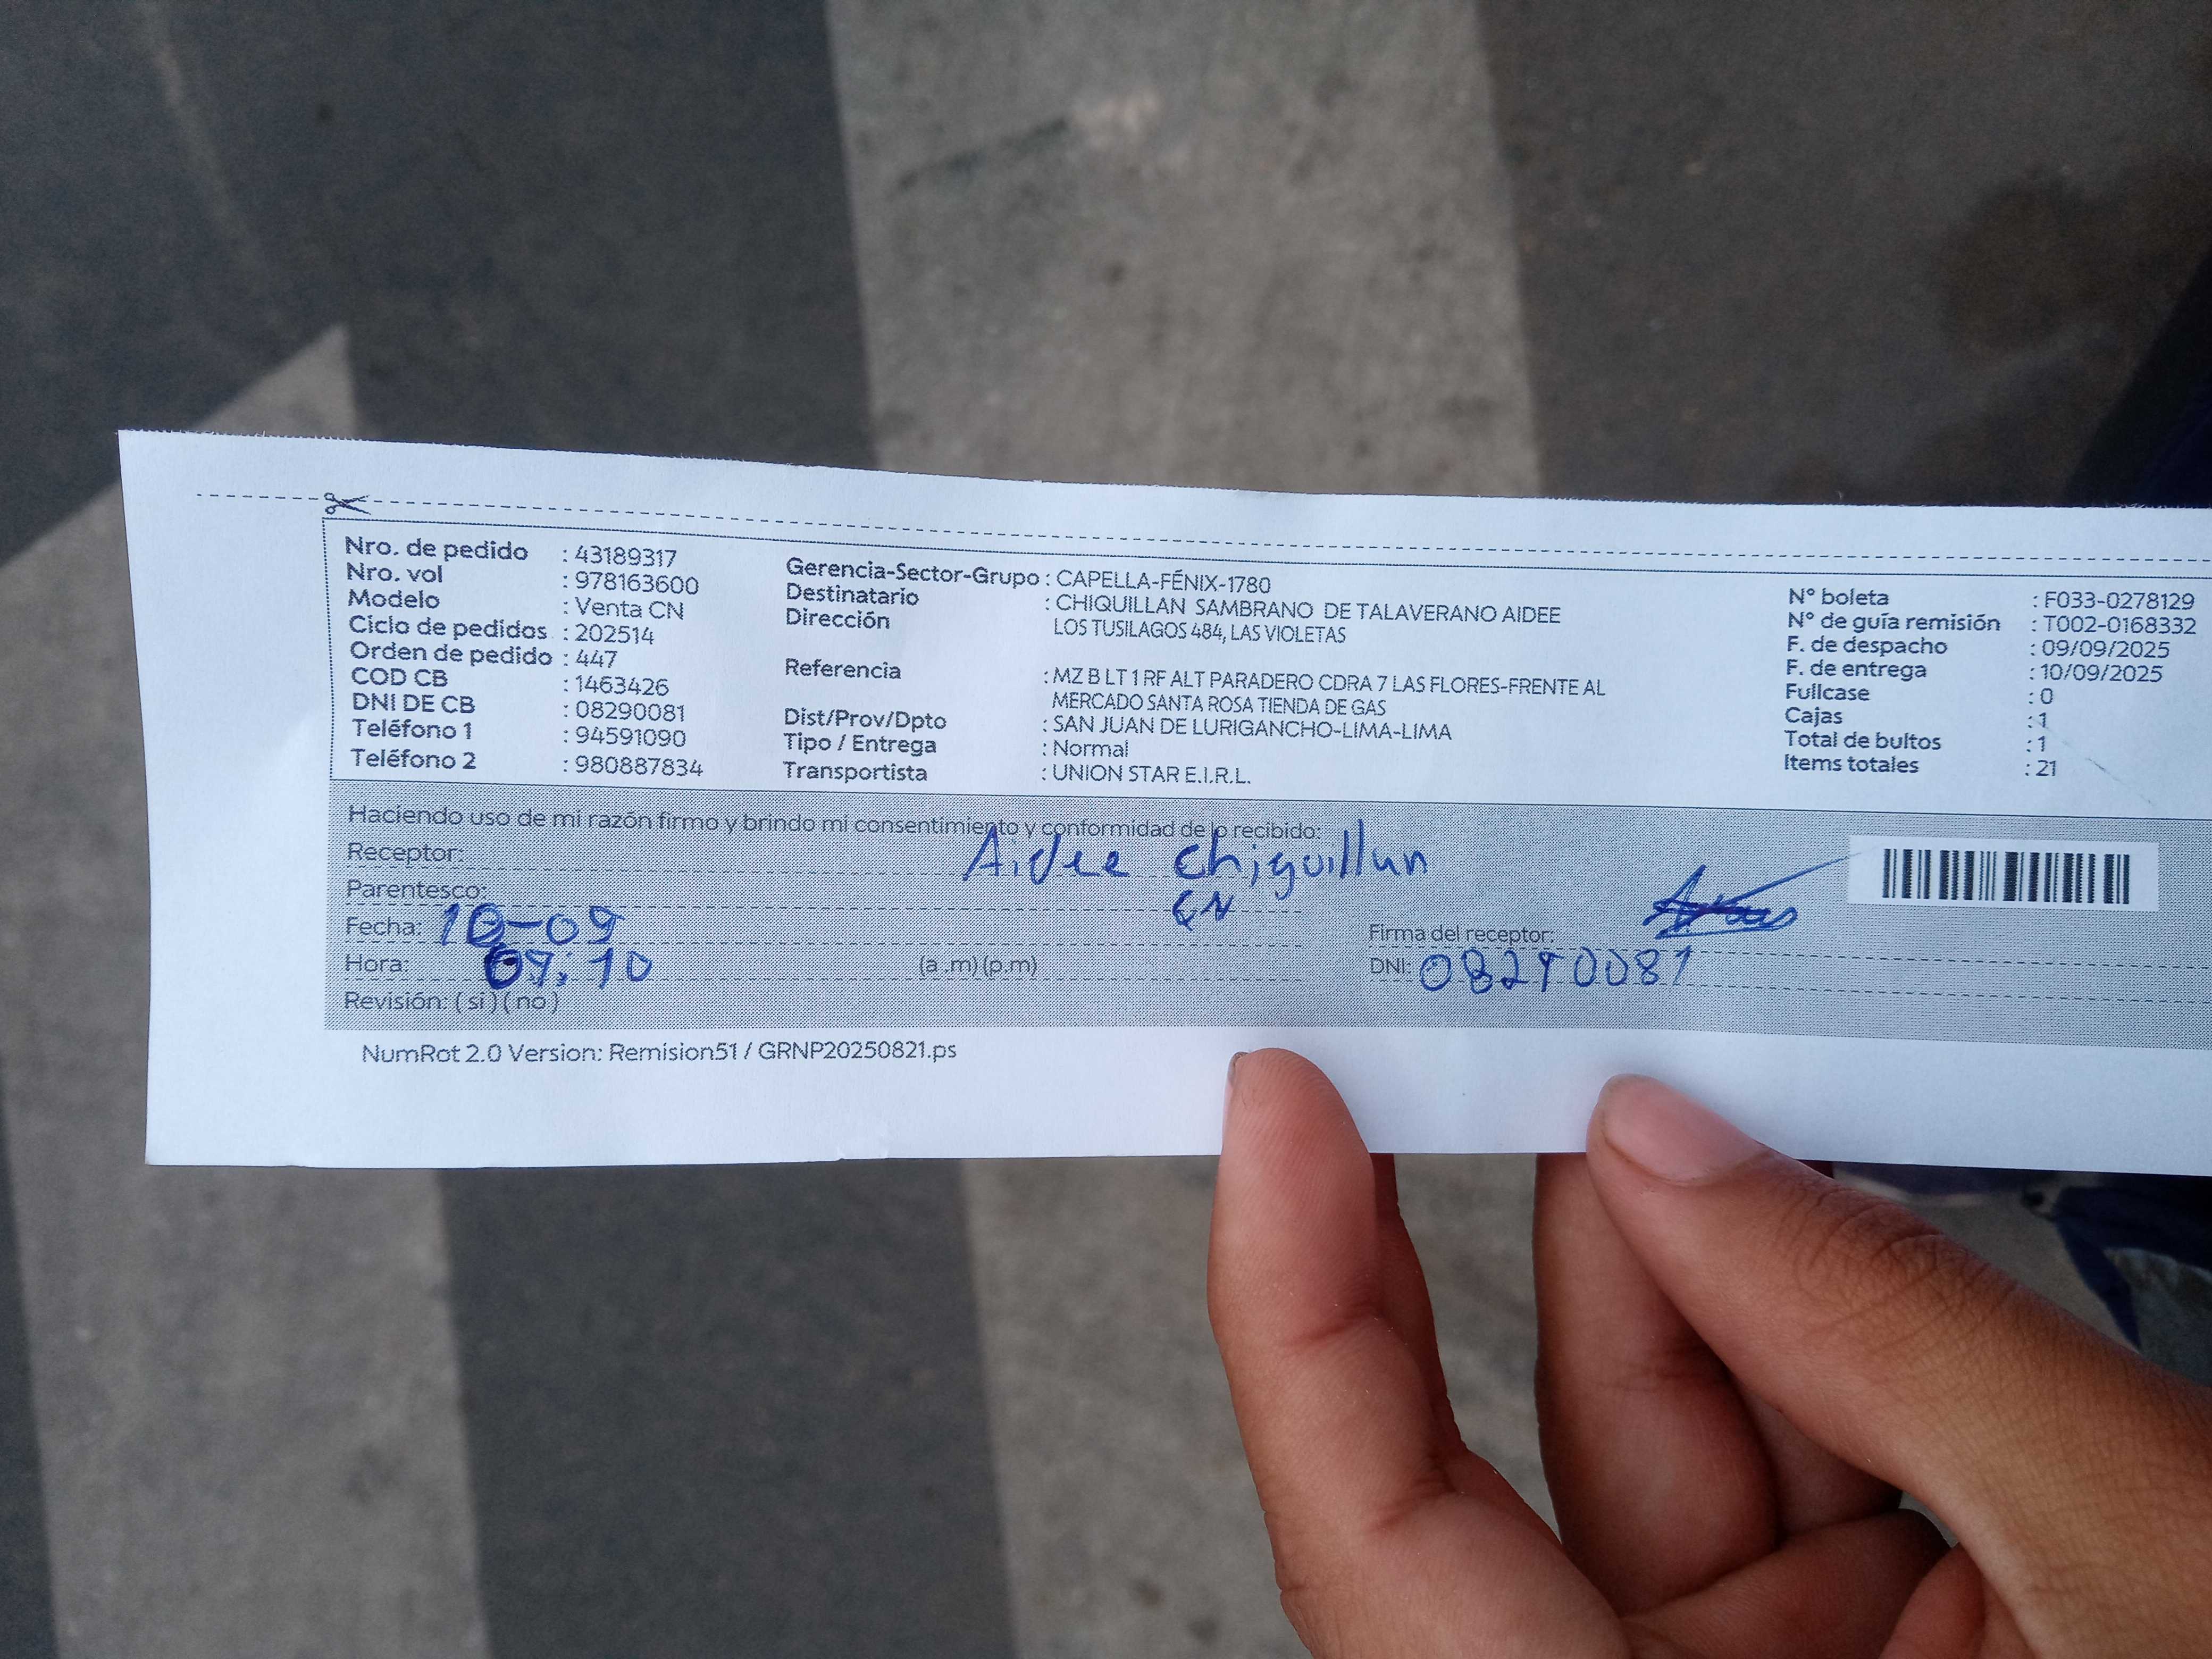 Nro. de pedido : 43189317
Nro. vol : 978163600
Modelo : Venta CN
Ciclo de pedidos : 202514
Orden de pedido : 447
COD CB : 1463426
DNI DE CB : 08290081
Teléfono 1 : 94591090
Teléfono 2 : 980887834
Gerencia-Sector-Grupo : CAPELLA-FÉNIX-1780
Destinatario : CHIQUILLAN SAMBRANO DE TALAVERANO AIDEE
Dirección LOS TUSILAGOS 484, LAS VIOLETAS
Referencia : MZ B LT 1 RF ALT PARADERO CDRA 7 LAS FLORES-FRENTE AL
MERCADO SANTA ROSA TIENDA DE GAS
Dist/Prov/Dpto : SAN JUAN DE LURIGANCHO-LIMA-LIMA
Tipo / Entrega : Normal
Transportista : UNION STAR E.I.R.L.
N° boleta : F033-0278129
N° de guía remisión : T002-0168332
F. de despacho : 09/09/2025
F. de entrega : 10/09/2025
Fullcase : 0
Cajas : 1
Total de bultos : 1
Items totales : 21
Haciendo uso de mi razón firmo y brindo mi consentimiento y conformidad de lo recibido:
Receptor: Aidee Chiquillan
Parentesco: CN
Fecha: 10-09
Hora: 09:10 (a .m) (p.m)
Revisión: ( si ) ( no )
Firma del receptor:
DNI: 08290081
NumRot 2.0 Version: Remision51 / GRNP20250821.ps